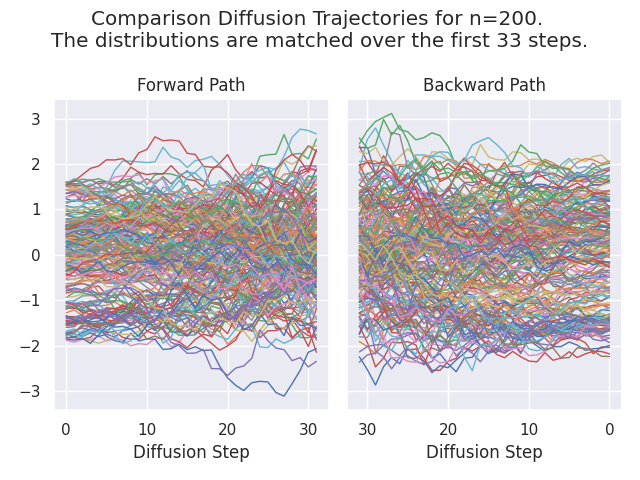 Comparison Diffusion Trajectories for n=200.
The distributions are matched over the first 33 steps.
Forward Path
Backward Path
3
2
1
0
−1
−2
−3
0 10 20 30
30 20 10 0
Diffusion Step
Diffusion Step